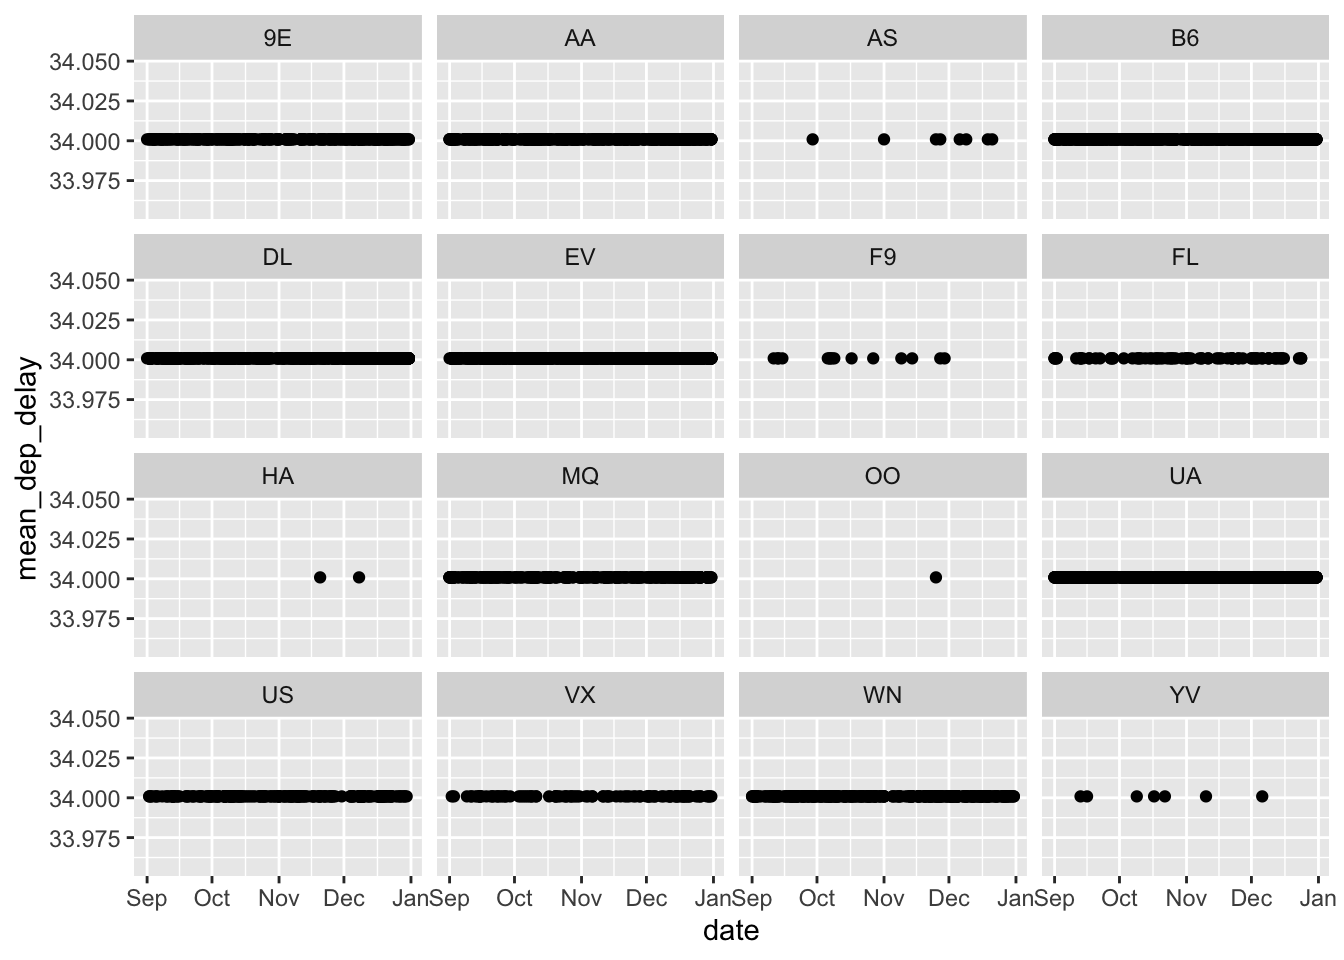 9E AA AS B6
34.050
34.025
34.000
33.975
DL EV F9 FL
34.050
34.025
34.000
33.975
HA MQ OO UA
34.050
34.025
34.000
33.975
US VX WN YV
34.050
34.025
34.000
33.975
Sep Oct Nov Dec Jan Sep Oct Nov Dec Jan Sep Oct Nov Dec Jan Sep Oct Nov Dec Jan
date
mean_dep_delay